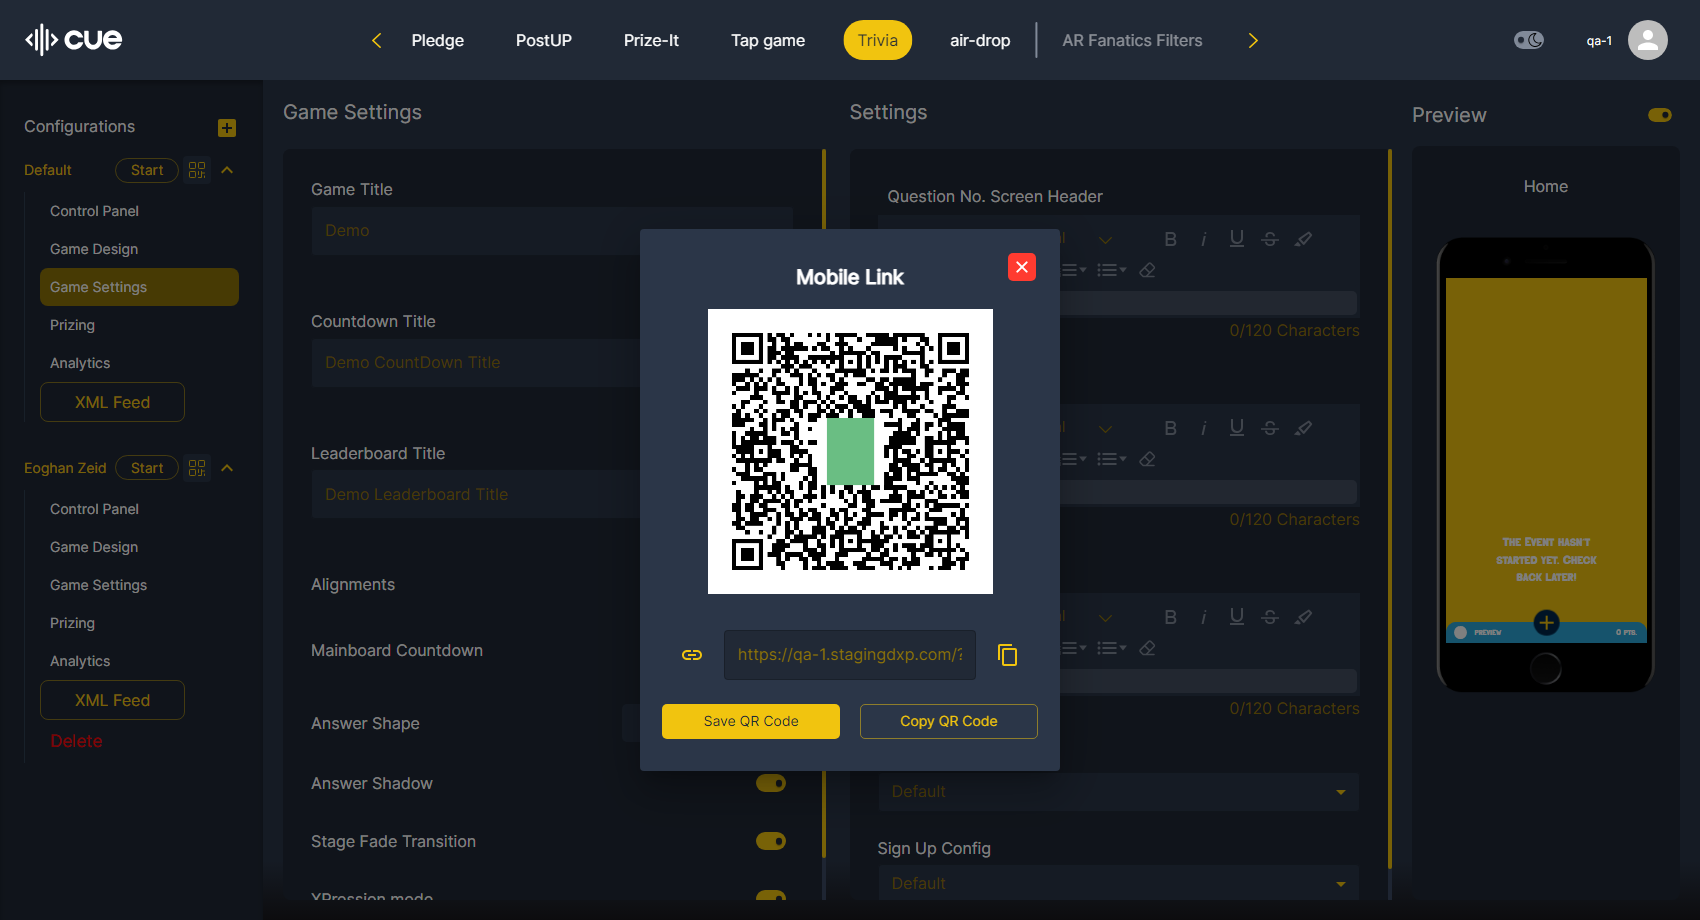 cue
Pledge
PostUP
Prize-It
Tap game
Trivia
air-drop
AR Fanatics Filters
qa-1
Configurations
Default
Start
Control Panel
Game Design
Game Settings
Prizing
Analytics
XML Feed
Eoghan Zeid
Start
Control Panel
Game Design
Game Settings
Prizing
Analytics
XML Feed
Delete
Game Settings
Game Title
Demo
Countdown Title
Demo CountDown Title
Leaderboard Title
Demo Leaderboard Title
Alignments
Mainboard Countdown
Answer Shape
Answer Shadow
Stage Fade Transition
XPression mode
Mobile Link
https://qa-1.stagingdxp.com/?
Save QR Code
Copy QR Code
Settings
Question No. Screen Header
0/120 Characters
0/120 Characters
0/120 Characters
Default
Sign Up Config
Default
Preview
Home
The Event hasn't
started yet. Check
back later!
PREVIEW
0 PTS.